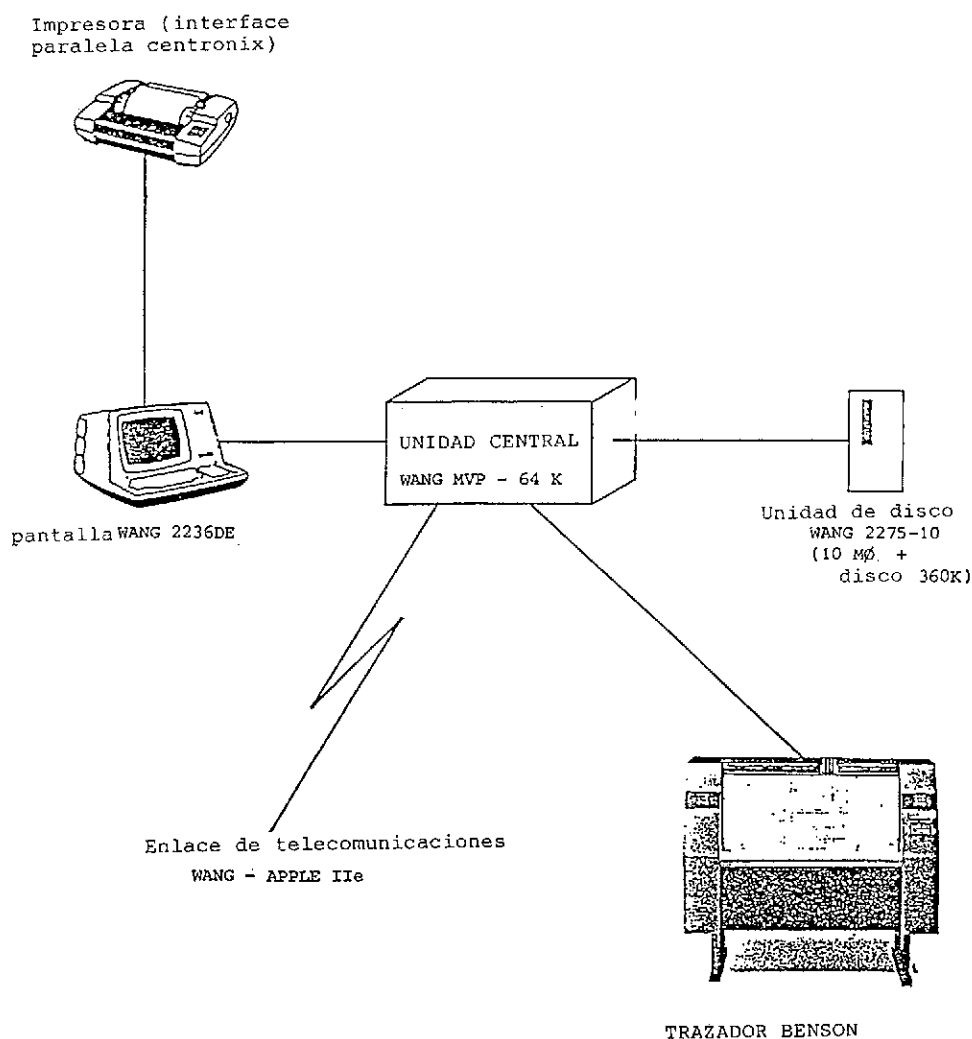 Impresora (interface
paralela centronix)
UNIDAD CENTRAL
WANG MVP - 64 K
pantalla WANG 2236DE
Unidad de disco
WANG 2275-10
(10 MØ. +
disco 360K)
Enlace de telecomunicaciones
WANG - APPLE IIe
TRAZADOR BENSON